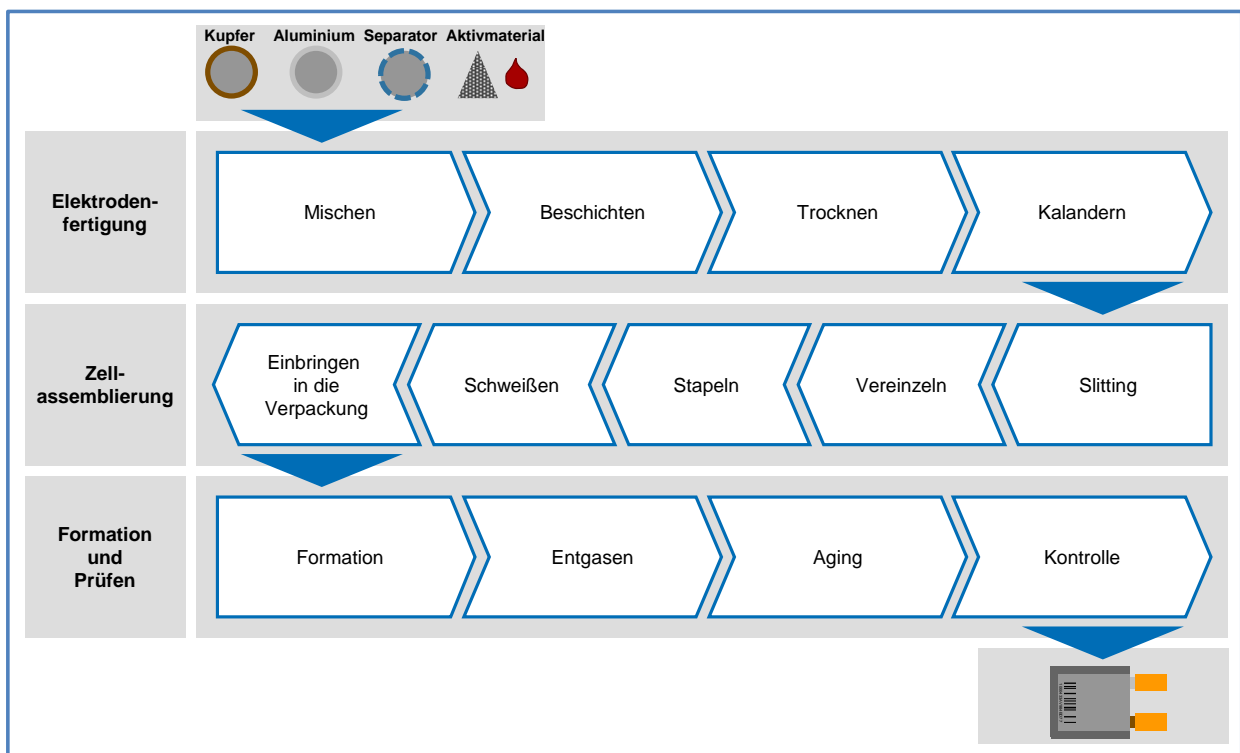 Kupfer Aluminium Separator Aktivmaterial
Elektroden-
fertigung
Mischen
Beschichten
Trocknen
Kalandern
Zell-
assemblierung
Einbringen
in die
Verpackung
Schweißen
Stapeln
Vereinzeln
Slitting
Formation
und
Prüfen
Formation
Entgasen
Aging
Kontrolle